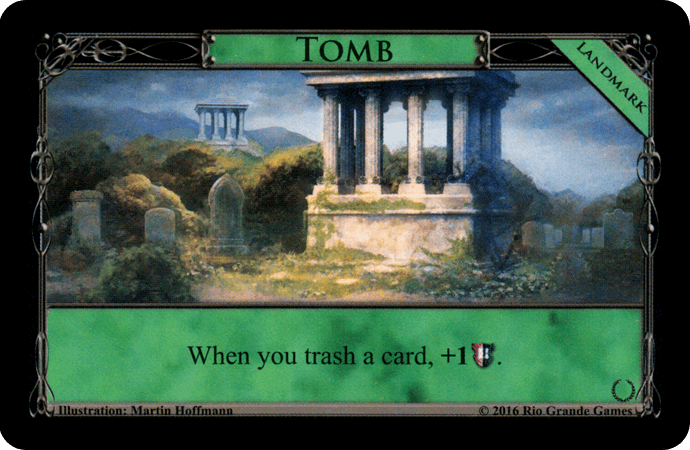 TOMB
LANDMARK
When you trash a card, +1.
Illustration: Martin Hoffmann
© 2016 Rio Grande Games